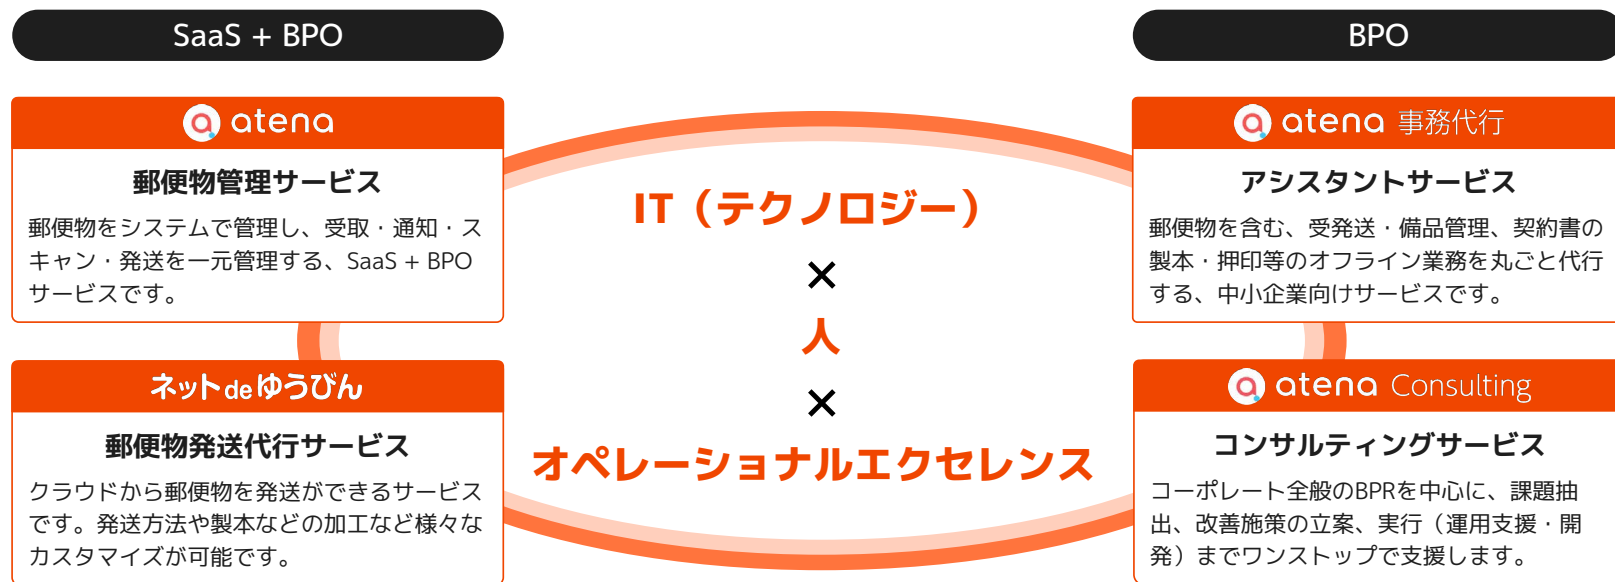 SaaS + BPO
atena
郵便物管理サービス
郵便物をシステムで管理し、受取・通知・ス
キャン・発送を一元管理する、SaaS + BPO
サービスです。
ネットdeゆうびん
郵便物発送代行サービス
クラウドから郵便物を発送ができるサービス
です。発送方法や製本などの加工など様々な
カスタマイズが可能です。
IT（テクノロジー）
×
人
×
オペレーショナルエクセレンス
BPO
atena 事務代行
アシスタントサービス
郵便物を含む、受発送・備品管理、契約書の
製本・押印等のオフライン業務を丸ごと代行
する、中小企業向けサービスです。
atena Consulting
コンサルティングサービス
コーポレート全般のBPRを中心に、課題抽
出、改善施策の立案、実行（運用支援・開
発）までワンストップで支援します。